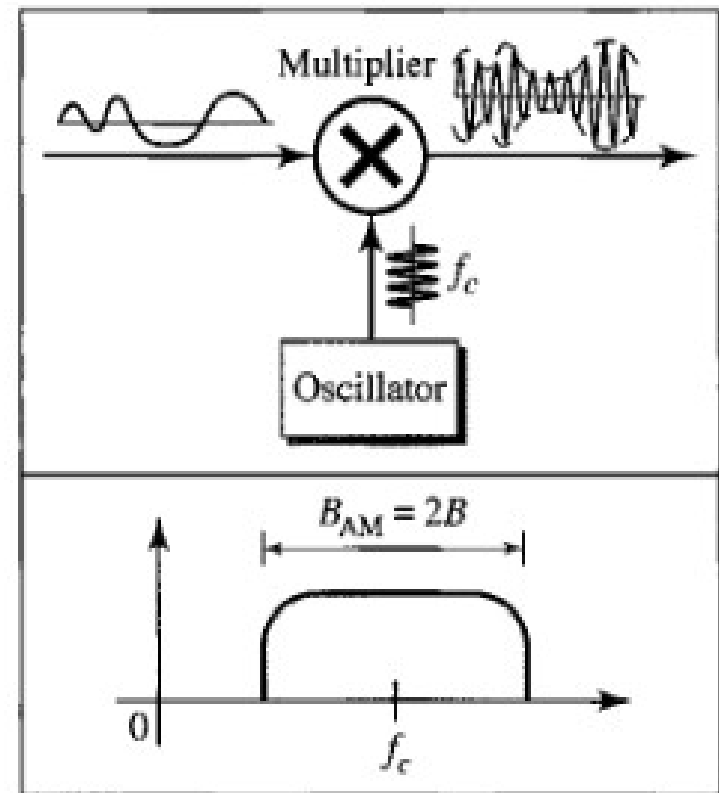 Multiplier
f_c
Oscillator
B_AM = 2B
0
f_c